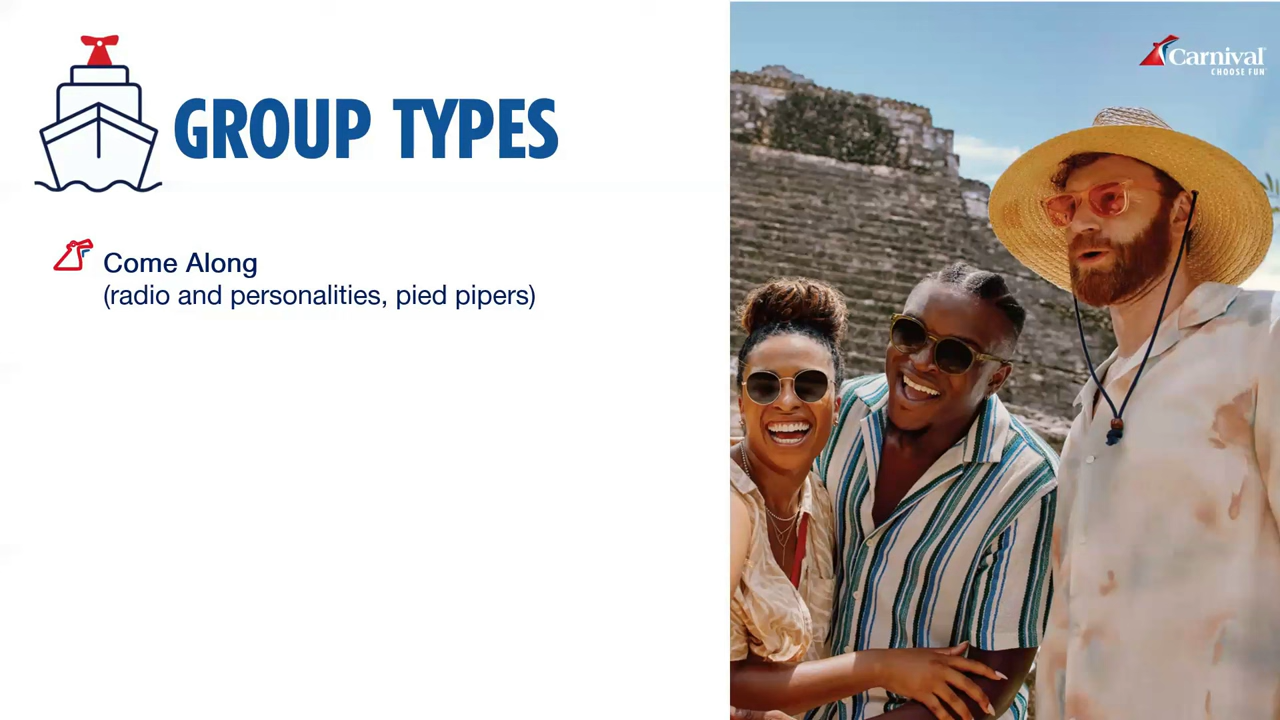 GROUP TYPES
Come Along
(radio and personalities, pied pipers)
Carnival
CHOOSE FUN